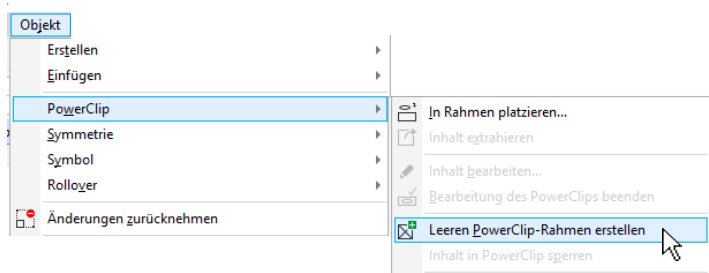 Objekt
Erstellen
Einfügen
PowerClip
Symmetrie
Symbol
Rollover
Änderungen zurücknehmen
In Rahmen platzieren...
Inhalt extrahieren
Inhalt bearbeiten...
Bearbeitung des PowerClips beenden
Leeren PowerClip-Rahmen erstellen
Inhalt in PowerClip sperren